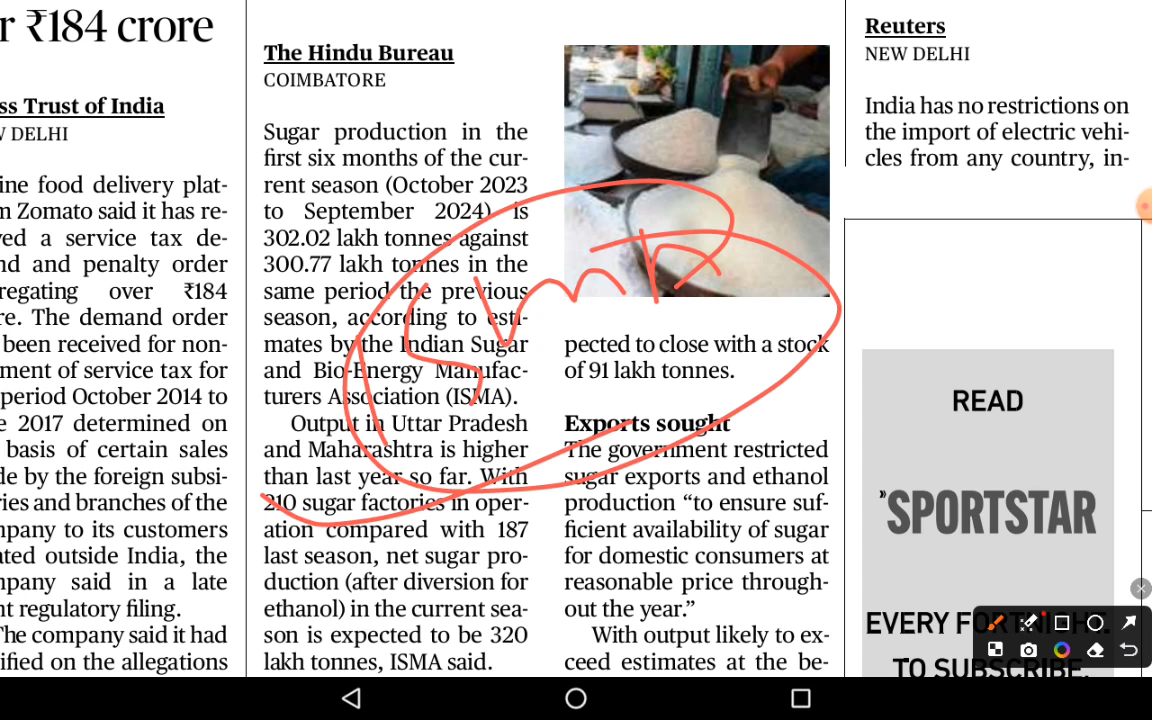 r ₹184 crore
ss Trust of India
W DELHI
ine food delivery plat-
m Zomato said it has re-
ved a service tax de-
nd and penalty order
regating over ₹184
re. The demand order
been received for non-
ment of service tax for
period October 2014 to
e 2017 determined on
basis of certain sales
de by the foreign subsi-
ries and branches of the
mpany to its customers
ated outside India, the
mpany said in a late
nt regulatory filing.
The company said it had
ified on the allegations
The Hindu Bureau
COIMBATORE
Sugar production in the
first six months of the cur-
rent season (October 2023
to September 2024) is
302.02 lakh tonnes against
300.77 lakh tonnes in the
same period the previous
season, according to esti-
mates by the Indian Sugar
and Bio-Energy Manufac-
turers Association (ISMA).
Output in Uttar Pradesh
and Maharashtra is higher
than last year so far. With
210 sugar factories in oper-
ation compared with 187
last season, net sugar pro-
duction (after diversion for
ethanol) in the current sea-
son is expected to be 320
lakh tonnes, ISMA said.
pected to close with a stock
of 91 lakh tonnes.
Exports sought
The government restricted
sugar exports and ethanol
production “to ensure suf-
ficient availability of sugar
for domestic consumers at
reasonable price through-
out the year.”
With output likely to ex-
ceed estimates at the be-
Reuters
NEW DELHI
India has no restrictions on
the import of electric vehi-
cles from any country, in-
READ
SPORTSTAR
EVERY FORTNIGHT.
TO SUBSCRIBE,